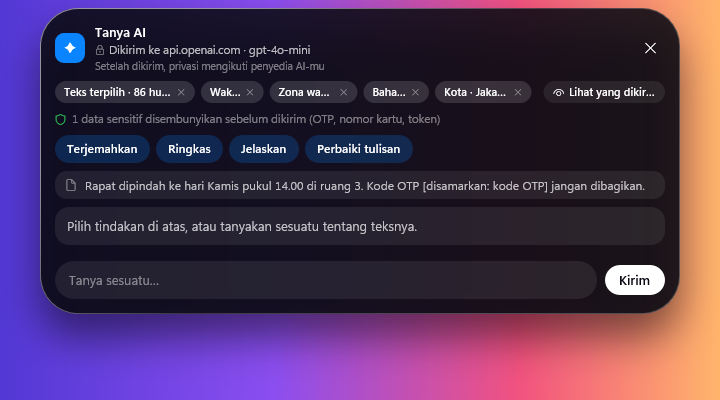 Tanya AI
Dikirim ke api.openai.com · gpt-4o-mini
Setelah dikirim, privasi mengikuti penyedia AI-mu
Teks terpilih · 86 hu... × Wak... × Zona wa... × Baha... × Kota · Jaka... × Lihat yang dikir...
1 data sensitif disembunyikan sebelum dikirim (OTP, nomor kartu, token)
Terjemahkan Ringkas Jelaskan Perbaiki tulisan
Rapat dipindah ke hari Kamis pukul 14.00 di ruang 3. Kode OTP [disamarkan: kode OTP] jangan dibagikan.
Pilih tindakan di atas, atau tanyakan sesuatu tentang teksnya.
Tanya sesuatu... Kirim